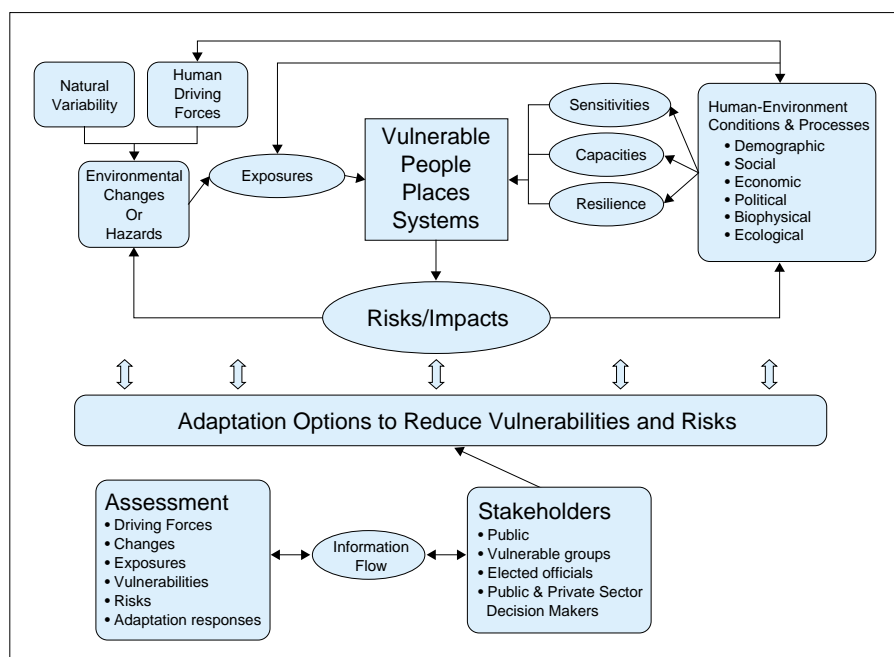 Natural
Variability
Human
Driving
Forces
Environmental
Changes
Or
Hazards
Exposures
Vulnerable
People
Places
Systems
Sensitivities
Capacities
Resilience
Human-Environment
Conditions & Processes
• Demographic
• Social
• Economic
• Political
• Biophysical
• Ecological
Risks/Impacts
Adaptation Options to Reduce Vulnerabilities and Risks
Assessment
• Driving Forces
• Changes
• Exposures
• Vulnerabilities
• Risks
• Adaptation responses
Information
Flow
Stakeholders
• Public
• Vulnerable groups
• Elected officials
• Public & Private Sector
Decision Makers